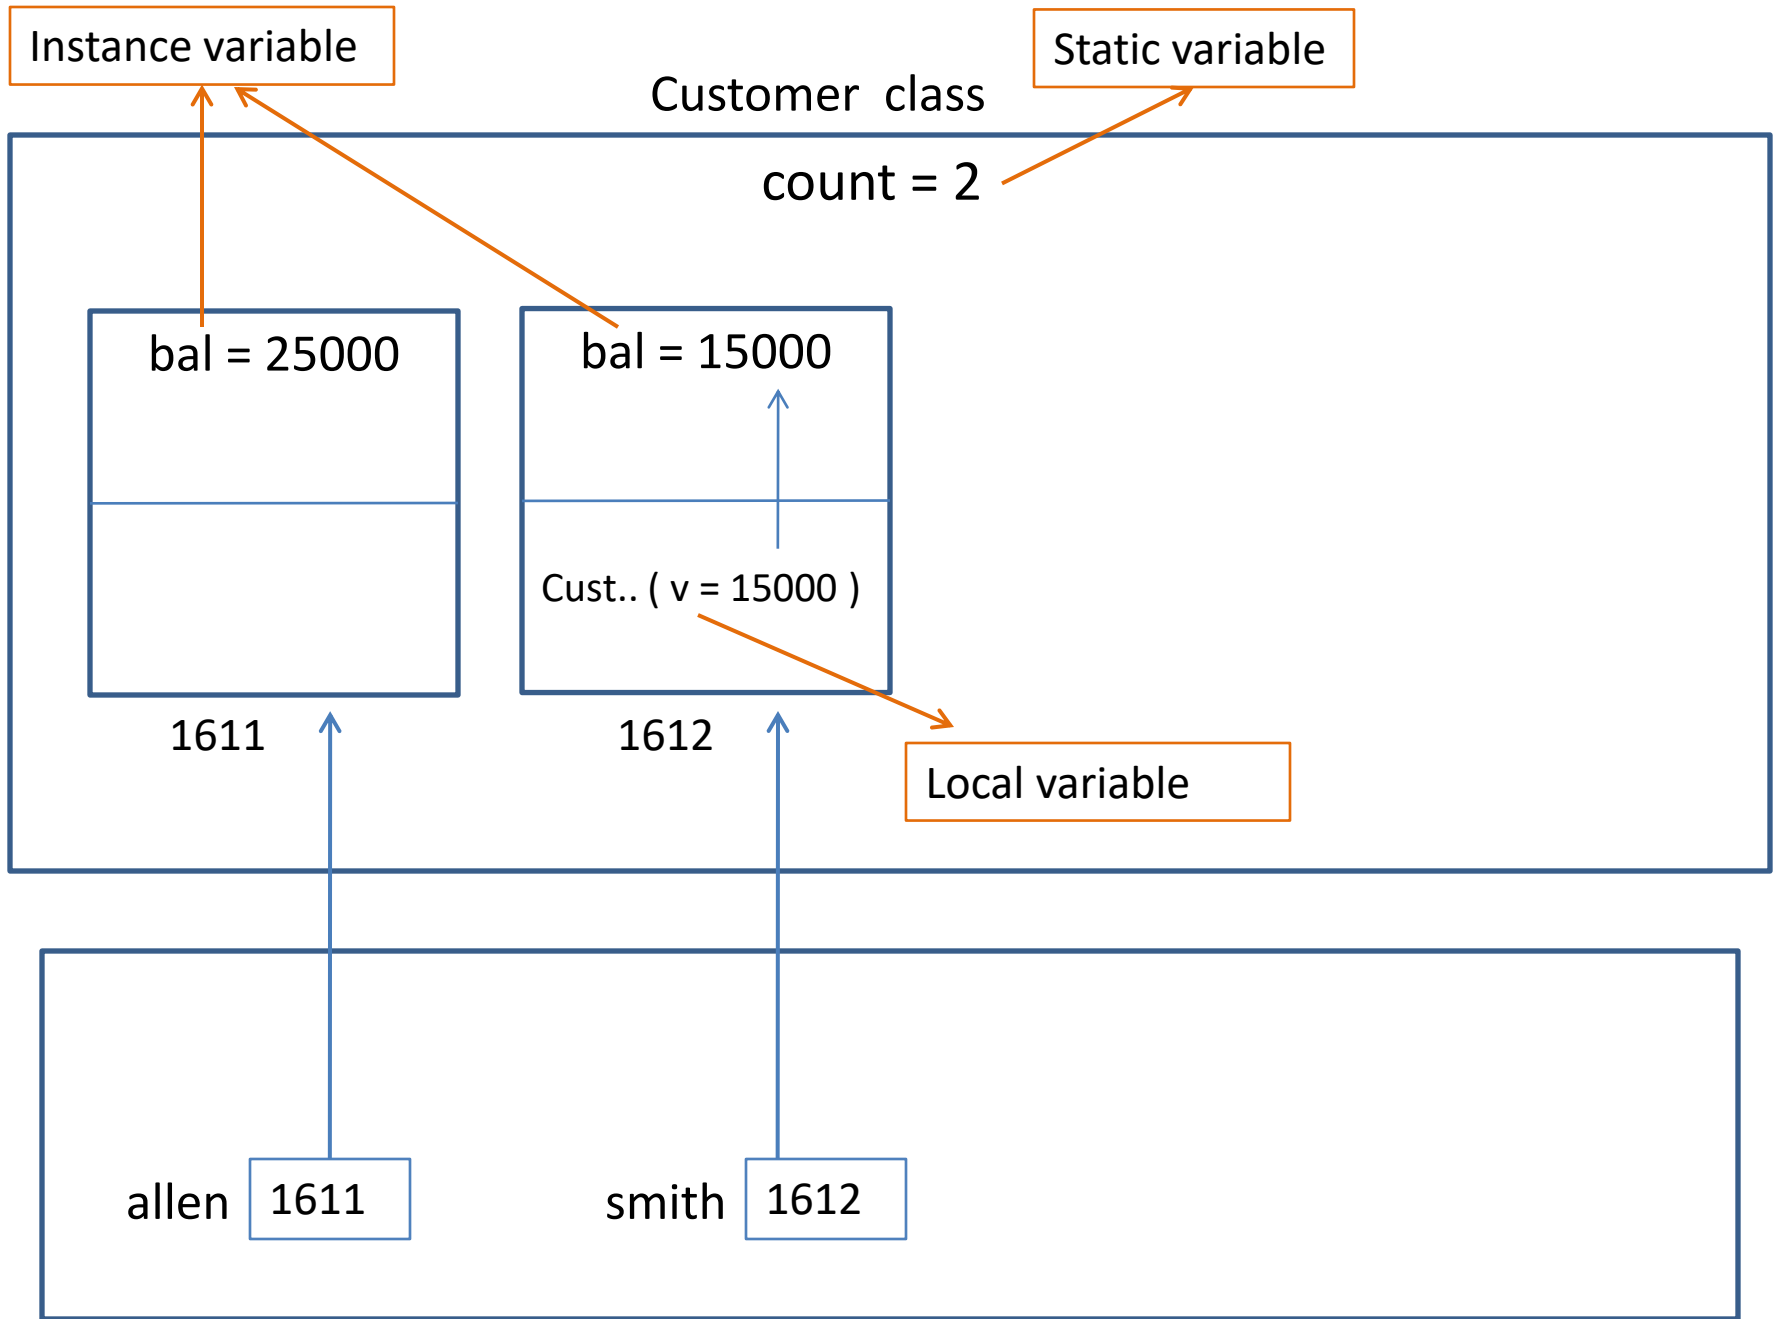 Instance variable
Static variable
Customer class
count = 2
bal = 25000
bal = 15000
Cust.. ( v = 15000 )
1611
1612
Local variable
allen
1611
smith
1612